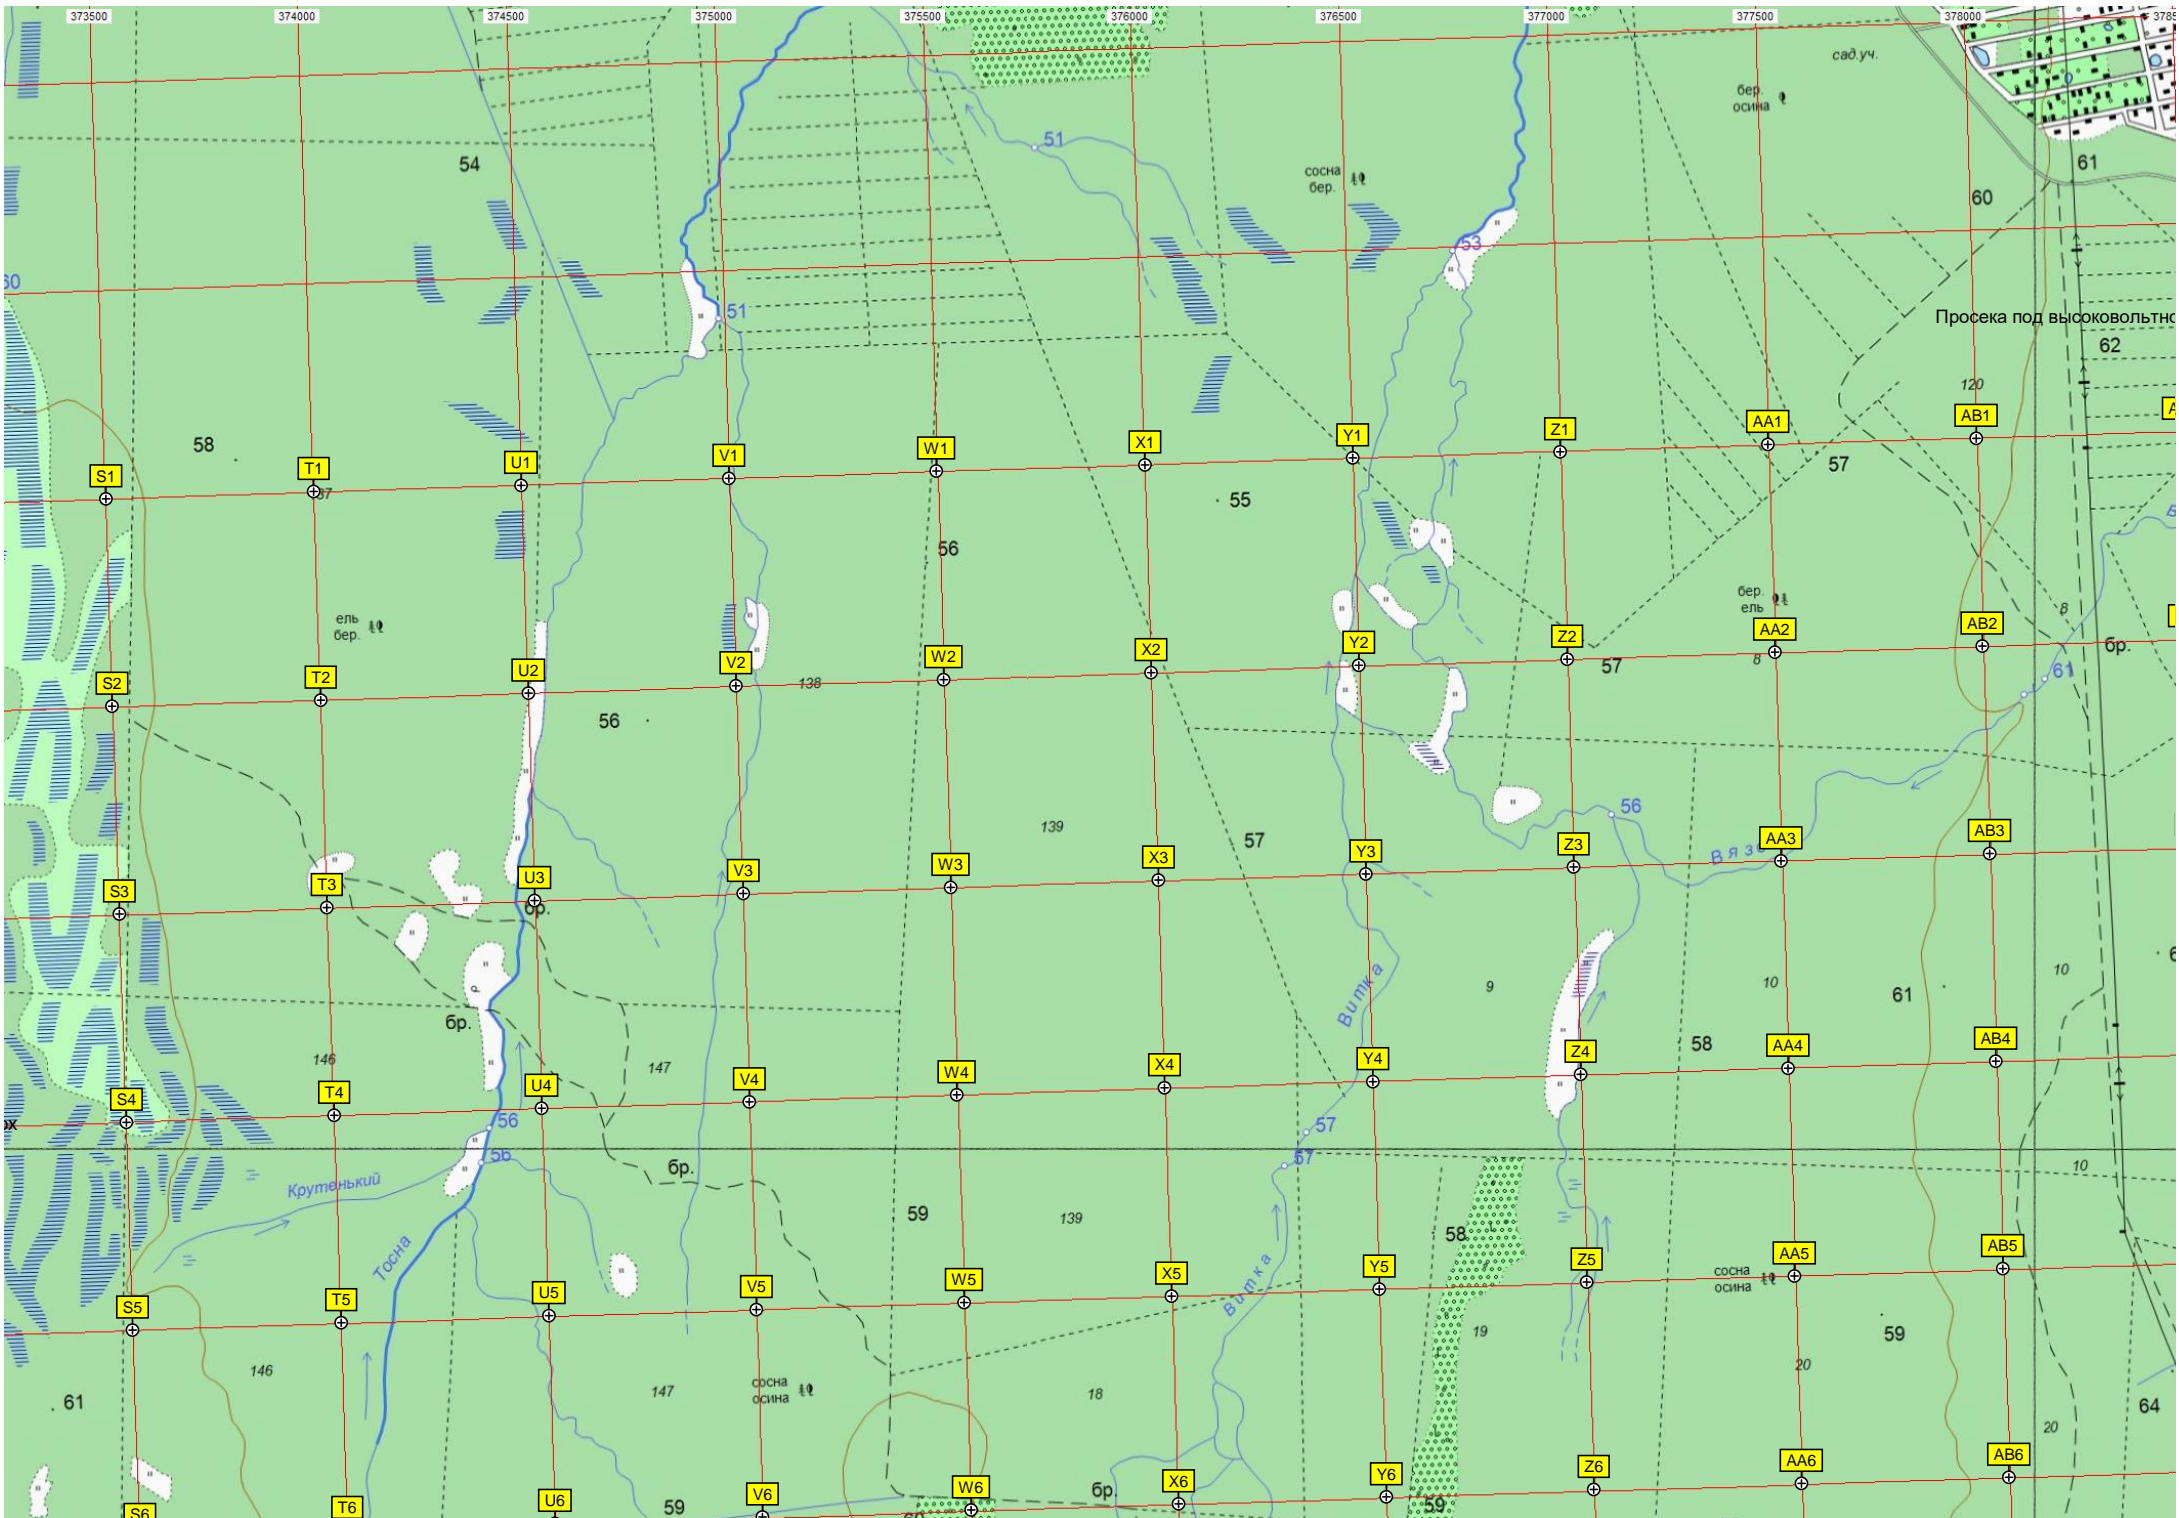 373500 374000 374500 375000 375500 376000 376500 377000 377500 378000
сад.уч.
бер.
осина
54
51
61
сосна
бер.
60
53
60
51
Просека под высоковольтно
62
120
58
S1 T1 U1 V1 W1 X1 Y1 Z1 AA1 AB1
57
87
55
56
ель
бер.
бер.
ель
8
бр.
S2 T2 U2 V2 W2 X2 Y2 Z2 AA2 AB2
57
8
61
138
56
56
139
57
Вяз
S3 T3 U3 V3 W3 X3 Y3 Z3 AA3 AB3
бр.
Витка
9
10
10
61
бр.
58
146
147
S4 T4 U4 V4 W4 X4 Y4 Z4 AA4 AB4
56
57
56
57
бр.
10
Крутенький
59
139
58
Тосна
Витка
сосна
осина
S5 T5 U5 V5 W5 X5 Y5 Z5 AA5 AB5
19
59
146
147
сосна
осина
18
20
61
64
20
бр.
S6 T6 U6 V6 W6 X6 Y6 Z6 AA6 AB6
59
59